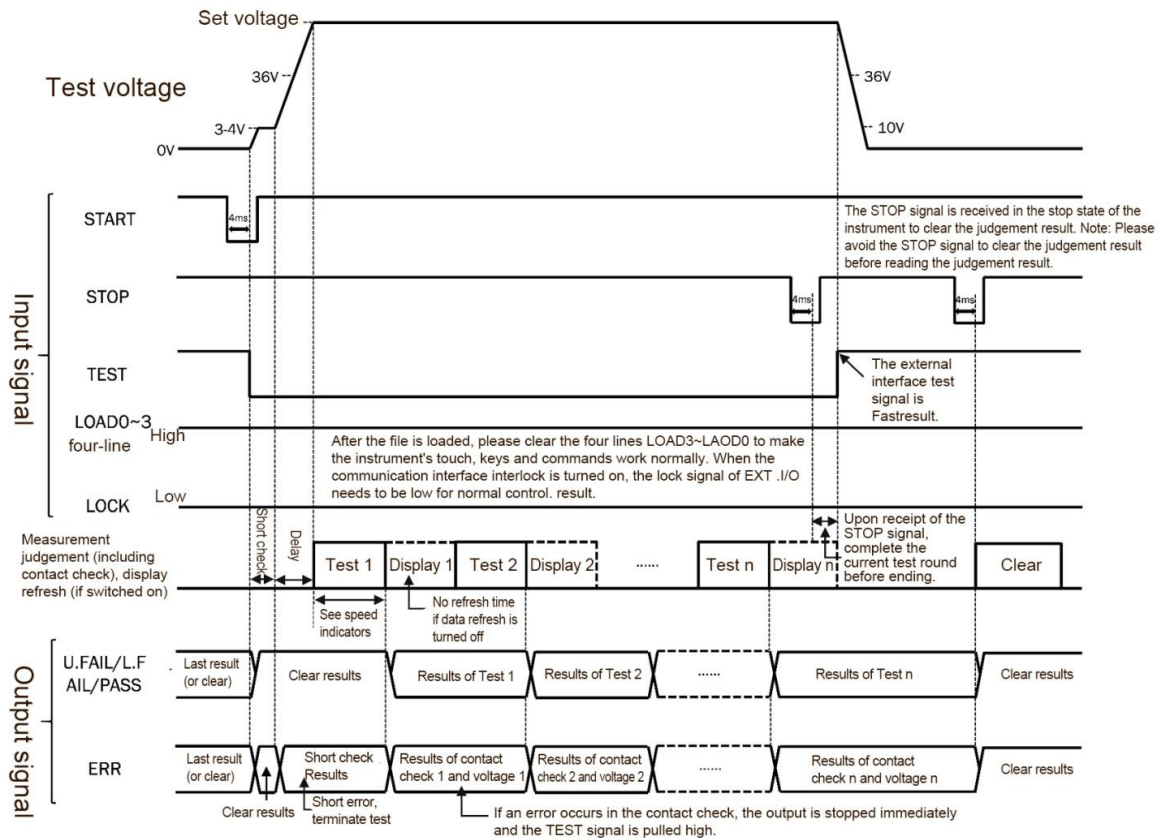 Set voltage
Test voltage
36V
36V
3-4V
10V
0V
Input signal
START
4ms
The STOP signal is received in the stop state of the
instrument to clear the judgement result. Note: Please
avoid the STOP signal to clear the judgement result
before reading the judgement result.
STOP
4ms
4ms
TEST
The external
interface test
signal is
Fastresult.
LOAD0~3
four-line
High
After the file is loaded, please clear the four lines LOAD3~LAOD0 to make
the instrument's touch, keys and commands work normally. When the
communication interface interlock is turned on, the lock signal of EXT .I/O
needs to be low for normal control. result.
LOCK
Low
Measurement
judgement (including
contact check), display
refresh (if switched on)
Short check
Delay
Test 1
Display 1
Test 2
Display 2
......
Test n
Display n
Upon receipt of the
STOP signal,
complete the
current test round
before ending.
Clear
See speed
indicators
No refresh time
if data refresh is
turned off
Output signal
U.FAIL/L.F
AIL/PASS
Last result
(or clear)
Clear results
Results of Test 1
Results of Test 2
......
Results of Test n
Clear results
ERR
Last result
(or clear)
Clear results
Short check
Results
Short error,
terminate test
Results of contact
check 1 and voltage 1
Results of contact
check 2 and voltage 2
......
Results of contact
check n and voltage n
Clear results
If an error occurs in the contact check, the output is stopped immediately
and the TEST signal is pulled high.